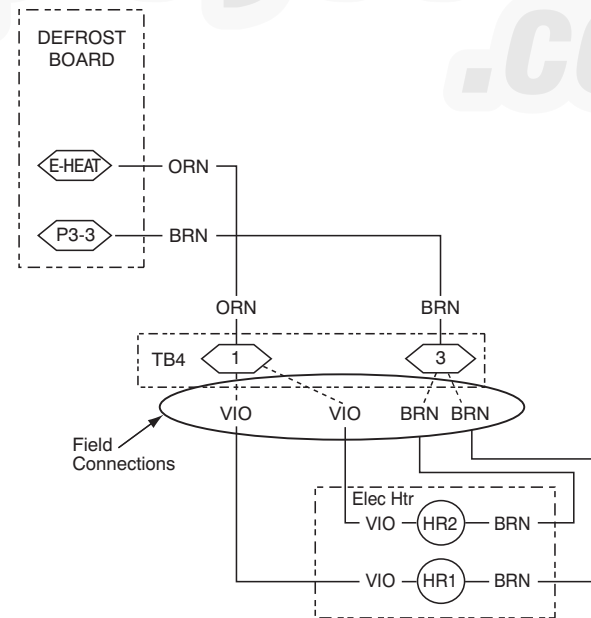 DEFROST
BOARD
E-HEAT
ORN
P3-3
BRN
ORN
BRN
TB4
1
3
VIO
VIO
BRN
BRN
Field
Connections
Elec Htr
VIO
HR2
BRN
VIO
HR1
BRN